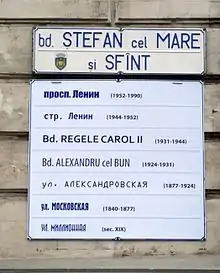 bd. STEFAN cel MARE
si SFÎNT
просп. Ленин (1952-1990)
стр. Ленин (1944-1952)
Bd. REGELE CAROL II (1931-1944)
Bd. ALEXANDRU cel BUN (1924-1931)
ул. АЛЕКСАНДРОВСКАЯ (1877-1924)
ул. МОСКОВСКАЯ (1840-1877)
ул. МИЛЛИОННАЯ (sec. XIX)